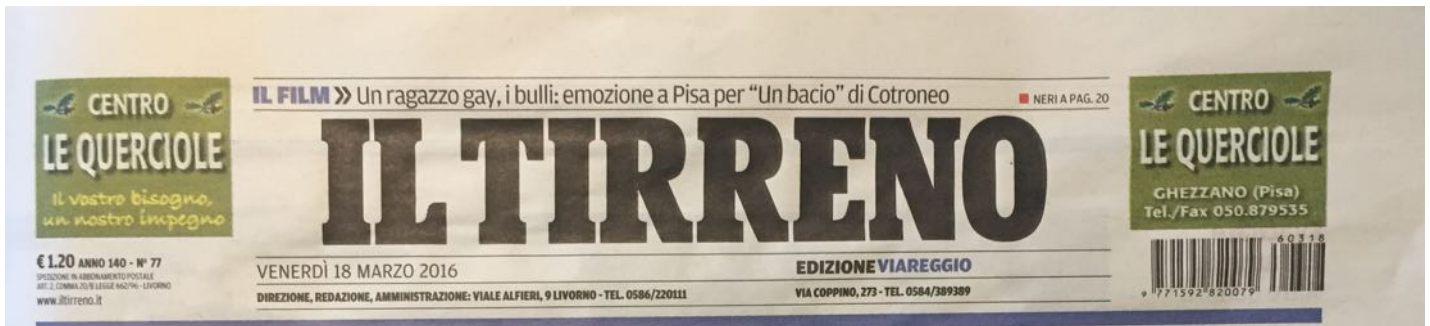 CENTRO
LE QUERCIOLE
Il vostro bisogno,
un nostro impegno
€ 1.20 ANNO 140 - N° 77
SPEDIZIONE IN ABBONAMENTO POSTALE
ART. 2, COMMA 20/B LEGGE 662/96 - LIVORNO
www.iltirreno.it
IL FILM » Un ragazzo gay, i bulli: emozione a Pisa per "Un bacio" di Cotroneo
■ NERI A PAG. 20
IL TIRRENO
VENERDÌ 18 MARZO 2016
EDIZIONE VIAREGGIO
DIREZIONE, REDAZIONE, AMMINISTRAZIONE: VIALE ALFIERI, 9 LIVORNO - TEL. 0586/220111
VIA COPPINO, 273 - TEL. 0584/389389
CENTRO
LE QUERCIOLE
GHEZZANO (Pisa)
Tel./Fax 050.879535
60318
9 771592 820079